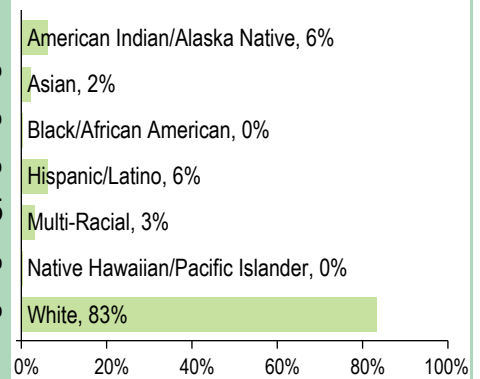 American Indian/Alaska Native, 6%
Asian, 2%
Black/African American, 0%
Hispanic/Latino, 6%
Multi-Racial, 3%
Native Hawaiian/Pacific Islander, 0%
White, 83%
0% 20% 40% 60% 80% 100%